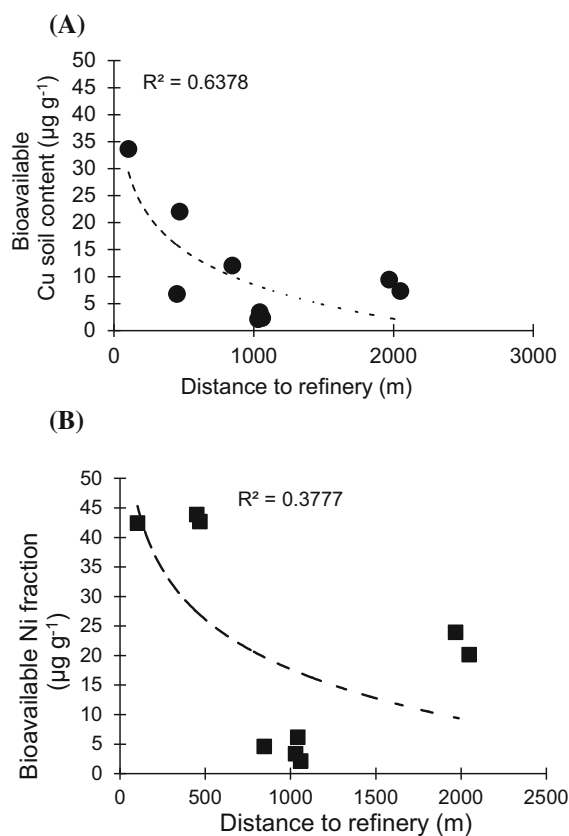 (A)
R² = 0.6378
Bioavailable
Cu soil content (µg g⁻¹)
50
45
40
35
30
25
20
15
10
5
0
0 1000 2000 3000
Distance to refinery (m)
(B)
R² = 0.3777
Bioavailable Ni fraction
(µg g⁻¹)
50
45
40
35
30
25
20
15
10
5
0
0 500 1000 1500 2000 2500
Distance to refinery (m)